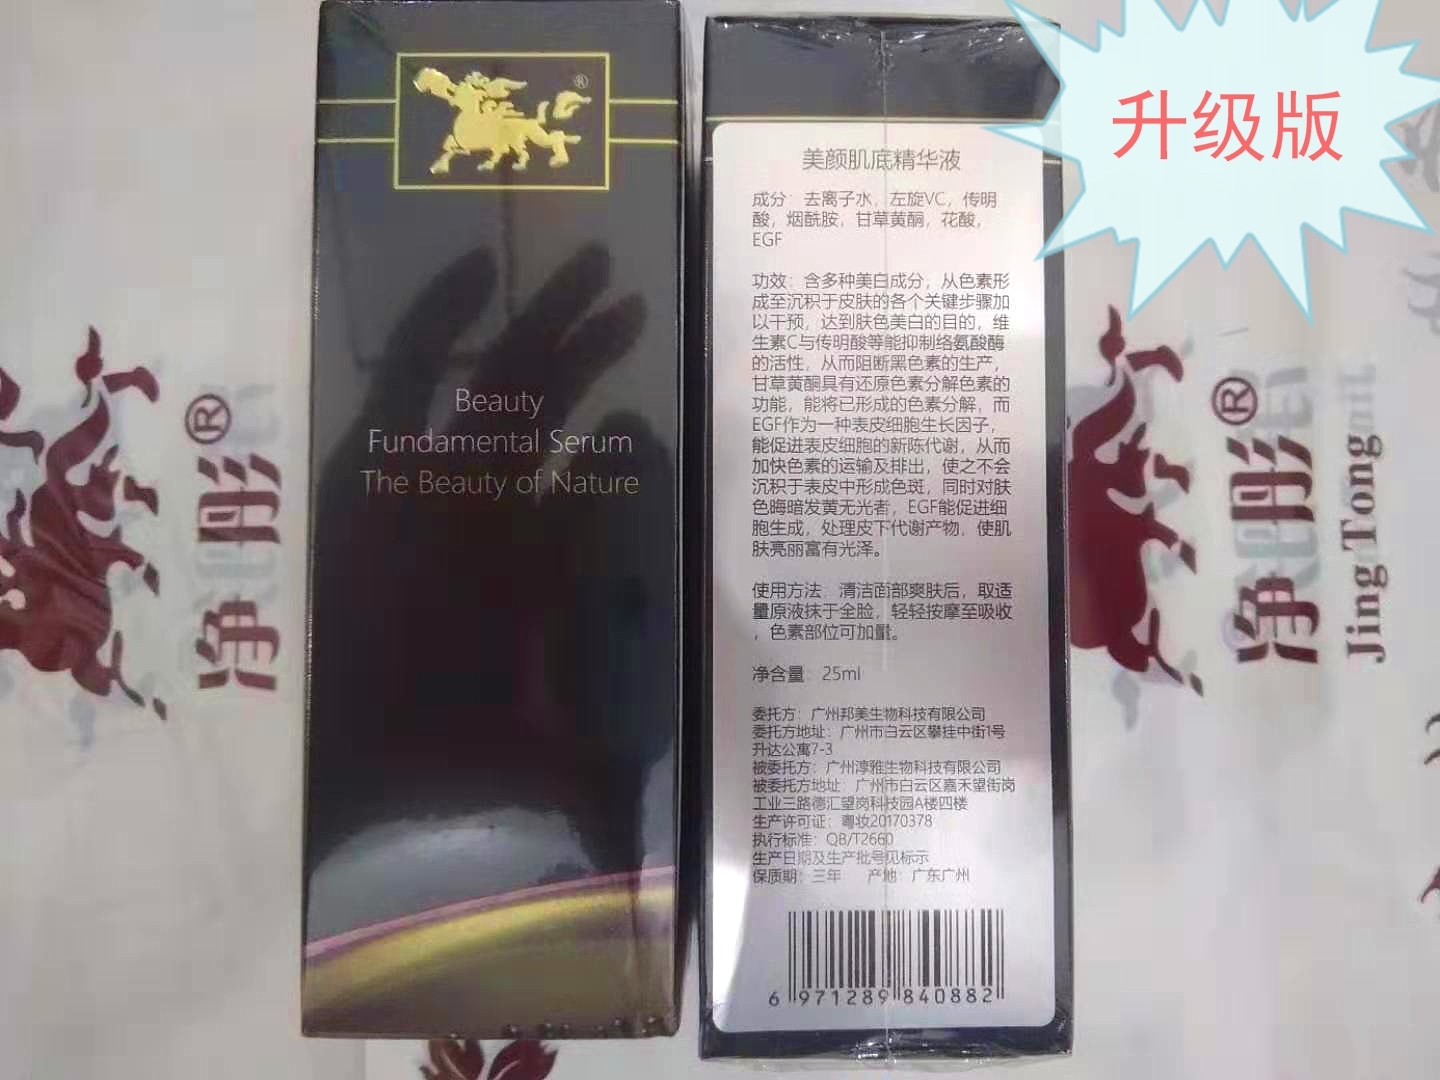 升级版
®
Beauty
Fundamental Serum
The Beauty of Nature
美颜肌底精华液
成分：去离子水，左旋VC，传明
酸，烟酰胺，甘草黄酮，花酸，
EGF
功效：含多种美白成分，从色素形
成至沉积于皮肤的各个关键步骤加
以干预，达到肤色美白的目的，维
生素C与传明酸等能抑制络氨酸酶
的活性，从而阻断黑色素的生产，
甘草黄酮具有还原色素分解色素的
功能，能将已形成的色素分解，而
EGF作为一种表皮细胞生长因子，
能促进表皮细胞的新陈代谢，从而
加快色素的运输及排出，使之不会
沉积于表皮中形成色斑，同时对肤
色晦暗发黄无光者，EGF能促进细
胞生成，处理皮下代谢产物，使肌
肤亮丽富有光泽。
使用方法：清洁面部爽肤后，取适
量原液抹于全脸，轻轻按摩至吸收
，色素部位可加量。
净含量：25ml
委托方：广州邦美生物科技有限公司
委托方地址：广州市白云区攀挂中街1号
升达公寓7-3
被委托方：广州淳雅生物科技有限公司
被委托方地址：广州市白云区嘉禾望街岗
工业三路德汇望岗科技园A楼四楼
生产许可证：粤妆20170378
执行标准：QB/T2660
生产日期及生产批号见标示
保质期：三年 产地：广东广州
6 971289 840882
净彤®
净彤®
Jing Tong